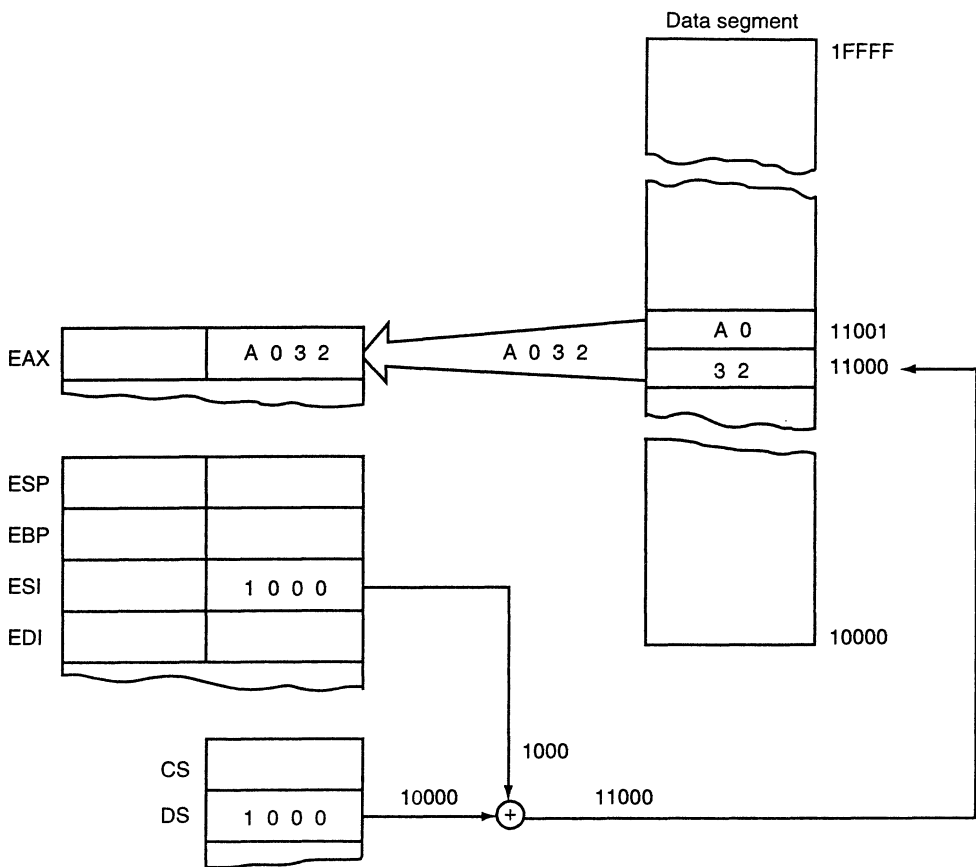 Data segment
1FFFF
A 0
11001
EAX
A 0 3 2
A 0 3 2
3 2
11000
ESP
EBP
ESI
1 0 0 0
EDI
10000
1000
CS
10000
11000
DS
1 0 0 0
+